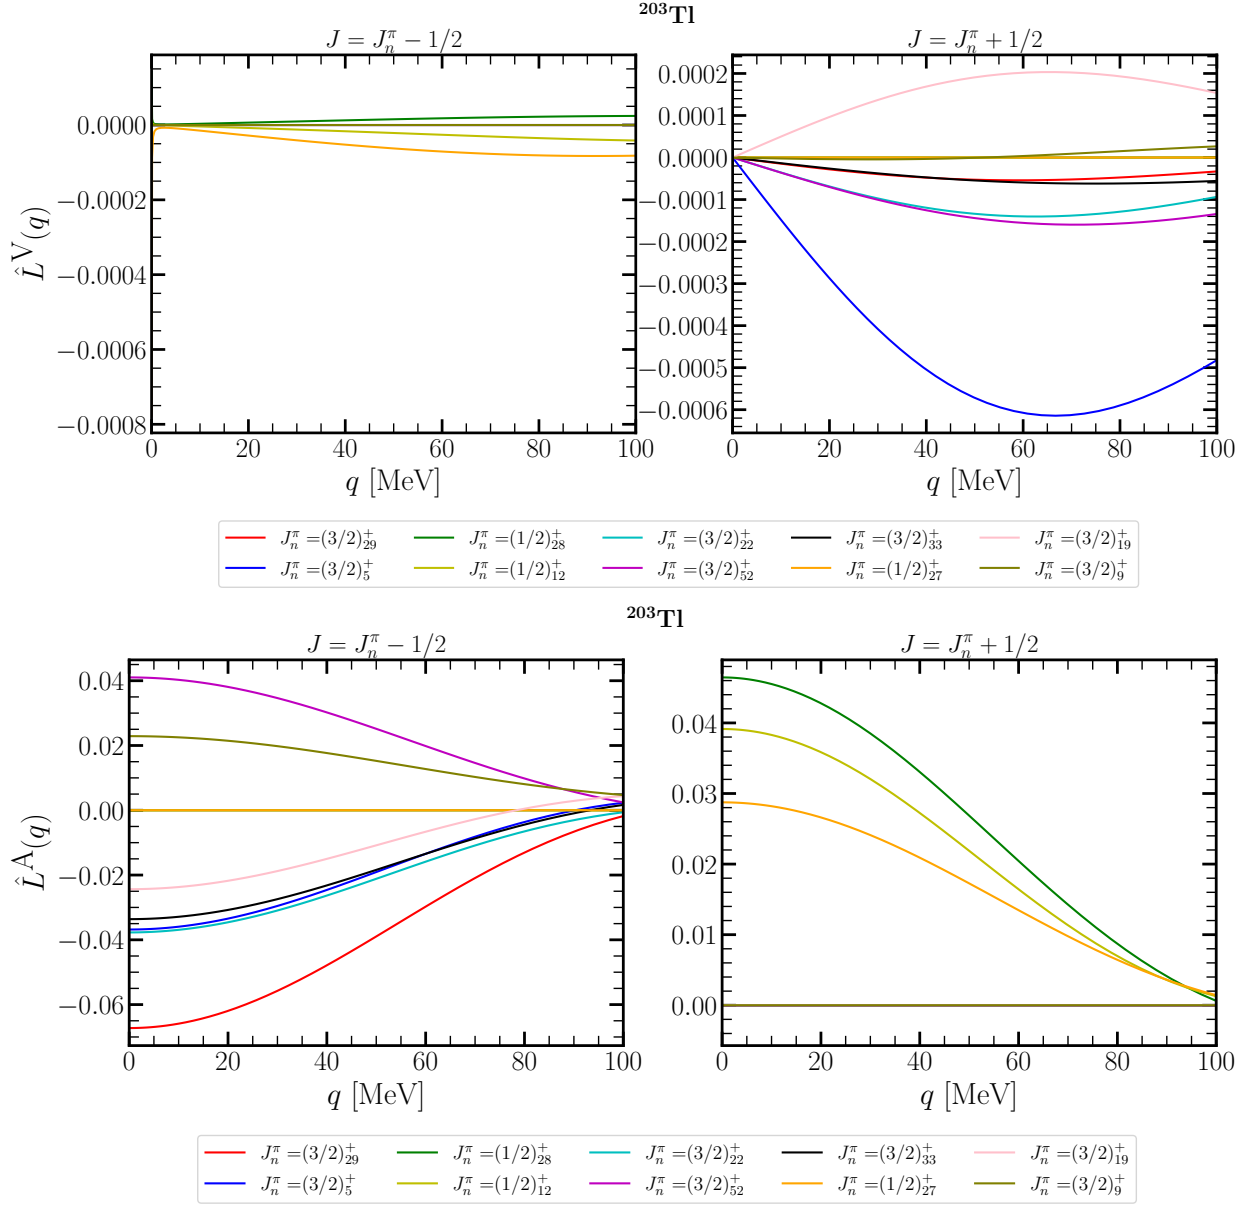 ²⁰³Tl
J = J_n^π − 1/2
J = J_n^π + 1/2
L̂^V(q)
0.0000
−0.0002
−0.0004
−0.0006
−0.0008
0 20 40 60 80 100
q [MeV]
0.0002
0.0001
0.0000
−0.0001
−0.0002
−0.0003
−0.0004
−0.0005
−0.0006
0 20 40 60 80 100
q [MeV]
J_n^π =(3/2)_29^+ J_n^π =(1/2)_28^+ J_n^π =(3/2)_22^+ J_n^π =(3/2)_33^+ J_n^π =(3/2)_19^+
J_n^π =(3/2)_5^+ J_n^π =(1/2)_12^+ J_n^π =(3/2)_52^+ J_n^π =(1/2)_27^+ J_n^π =(3/2)_9^+
²⁰³Tl
J = J_n^π − 1/2
J = J_n^π + 1/2
L̂^A(q)
0.04
0.02
0.00
−0.02
−0.04
−0.06
0 20 40 60 80 100
q [MeV]
0.04
0.03
0.02
0.01
0.00
0 20 40 60 80 100
q [MeV]
J_n^π =(3/2)_29^+ J_n^π =(1/2)_28^+ J_n^π =(3/2)_22^+ J_n^π =(3/2)_33^+ J_n^π =(3/2)_19^+
J_n^π =(3/2)_5^+ J_n^π =(1/2)_12^+ J_n^π =(3/2)_52^+ J_n^π =(1/2)_27^+ J_n^π =(3/2)_9^+